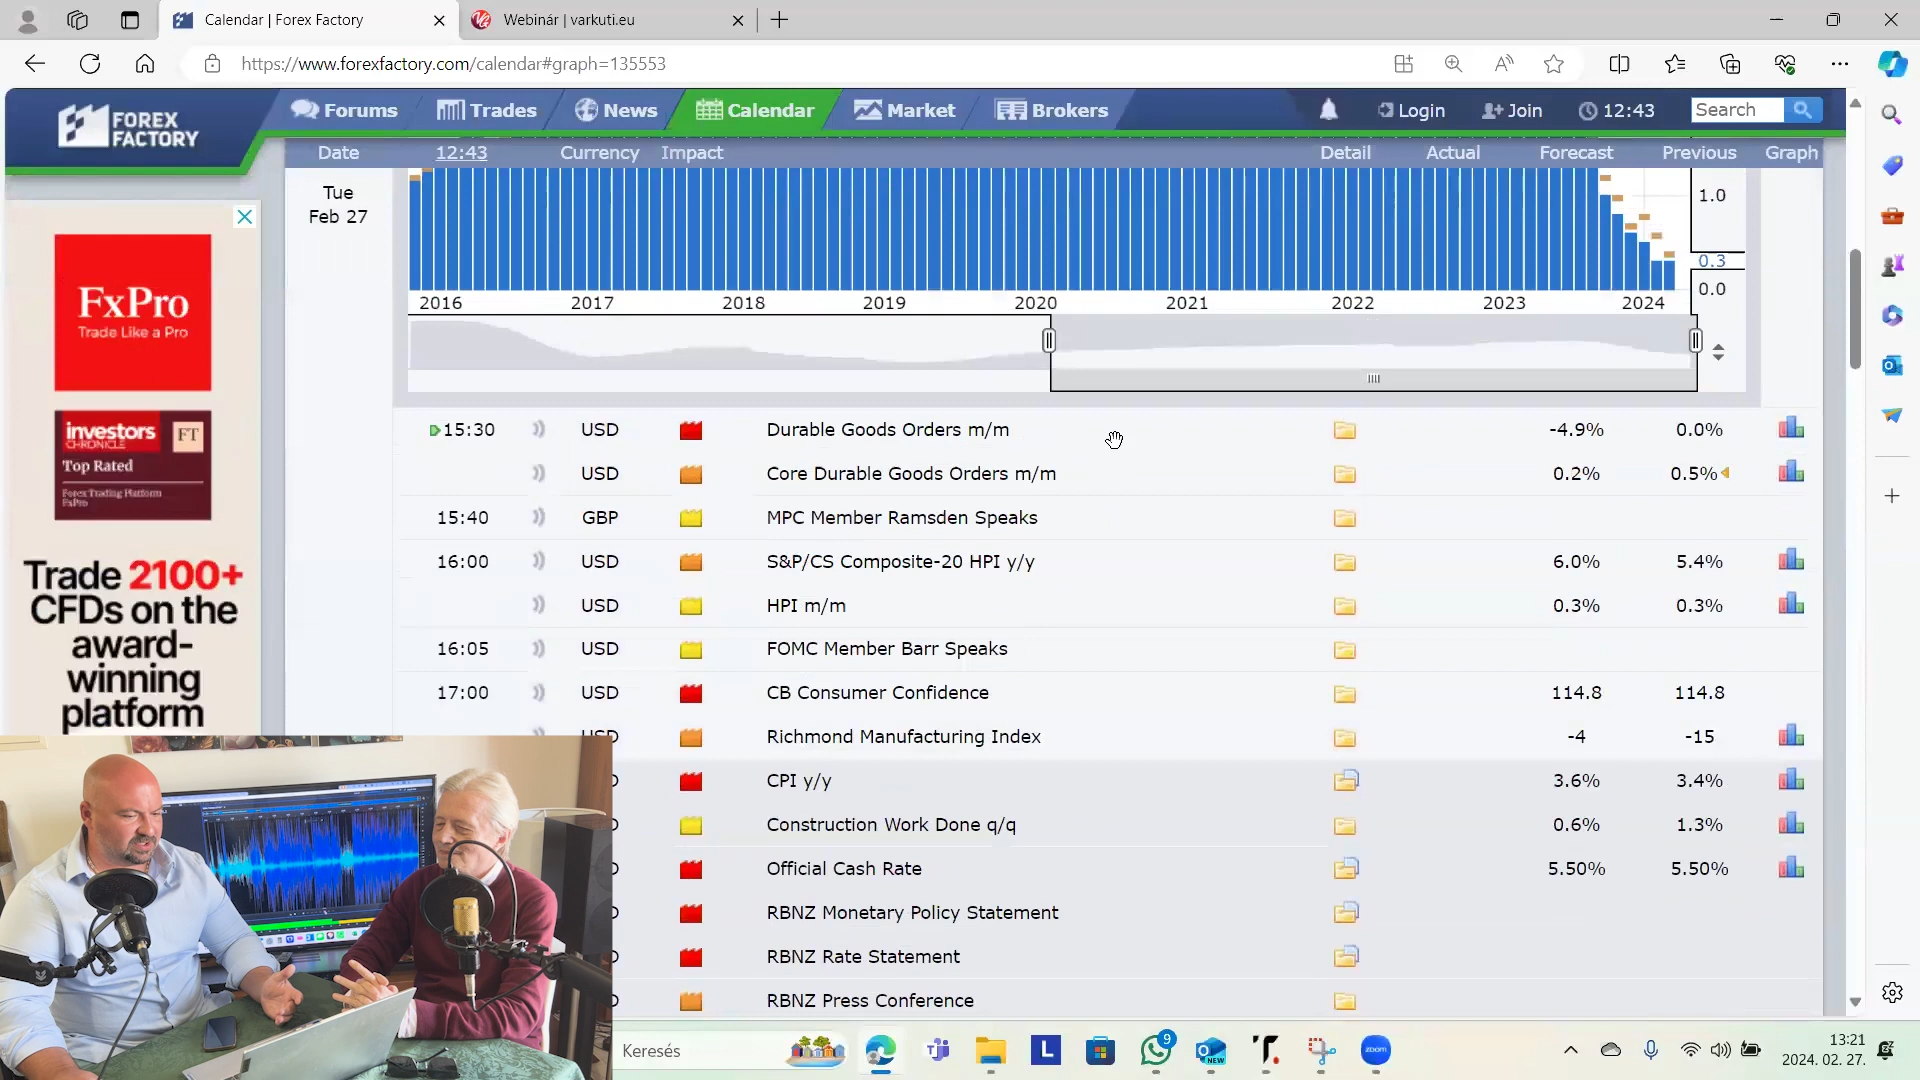 Calendar | Forex Factory
Webinár | varkuti.eu
https://www.forexfactory.com/calendar#graph=135553
FOREX
FACTORY
Forums
Trades
News
Calendar
Market
Brokers
Login
Join
12:43
Search
Date 12:43 Currency Impact Detail Actual Forecast Previous Graph
Tue
Feb 27
1.0
0.3
0.0
2016 2017 2018 2019 2020 2021 2022 2023 2024
15:30 USD Durable Goods Orders m/m -4.9% 0.0%
USD Core Durable Goods Orders m/m 0.2% 0.5%
15:40 GBP MPC Member Ramsden Speaks
16:00 USD S&P/CS Composite-20 HPI y/y 6.0% 5.4%
USD HPI m/m 0.3% 0.3%
16:05 USD FOMC Member Barr Speaks
17:00 USD CB Consumer Confidence 114.8 114.8
Richmond Manufacturing Index -4 -15
CPI y/y 3.6% 3.4%
Construction Work Done q/q 0.6% 1.3%
Official Cash Rate 5.50% 5.50%
RBNZ Monetary Policy Statement
RBNZ Rate Statement
RBNZ Press Conference
FxPro
Trade Like a Pro
investors
CHRONICLE
FT
Top Rated
Forex Trading Platform
FxPro
Trade 2100+
CFDs on the
award-
winning
platform
Keresés
L
9
NEW
zoom
13:21
2024. 02. 27.